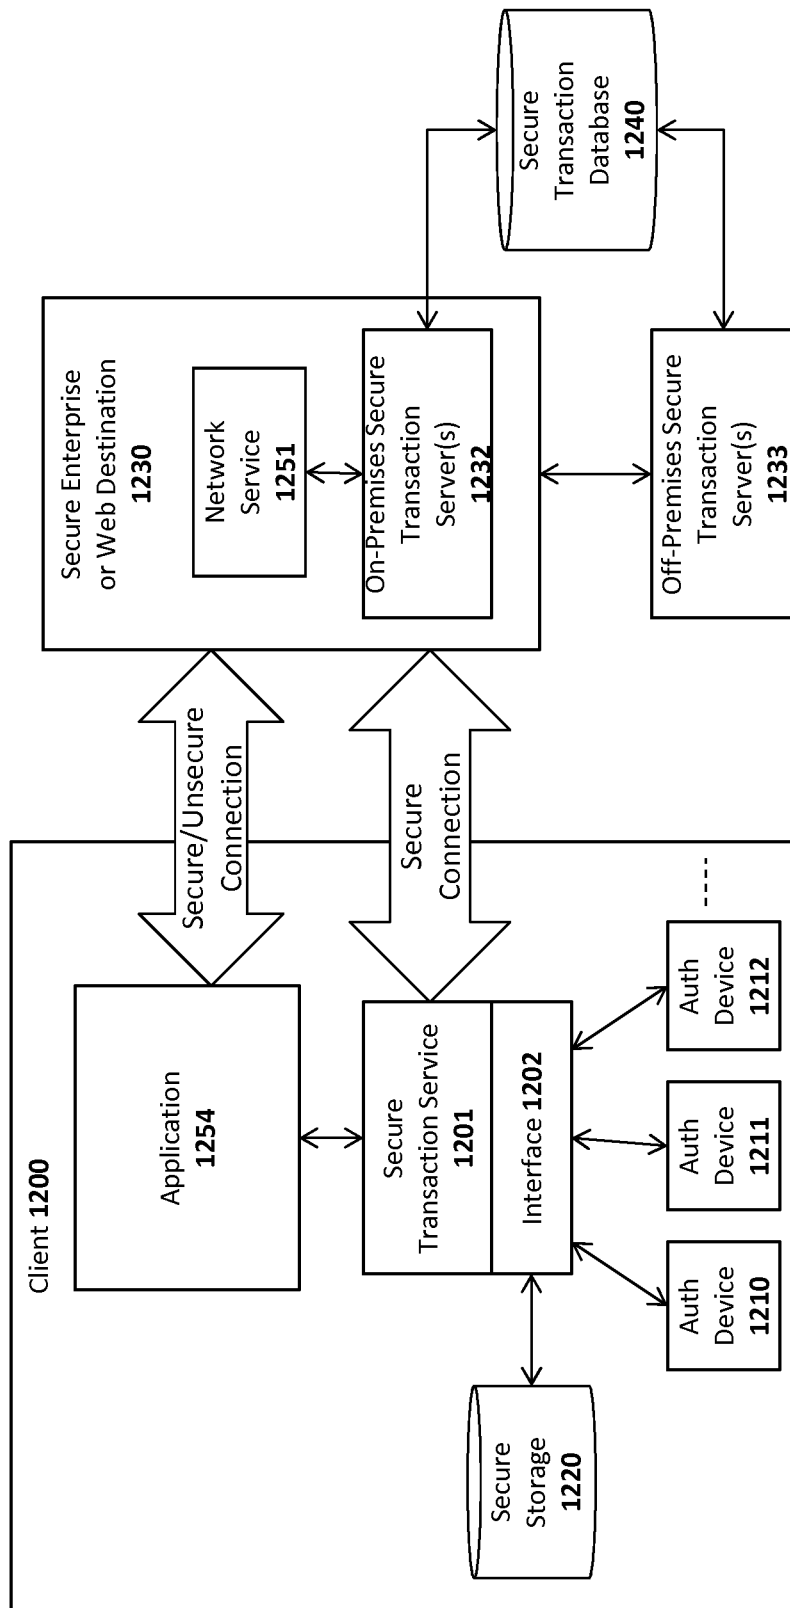 Client 1200
Application
1254
Secure
Transaction Service
1201
Interface 1202
Secure
Storage
1220
Auth
Device
1210
Auth
Device
1211
Auth
Device
1212
Secure/Unsecure
Connection
Secure
Connection
Secure Enterprise
or Web Destination
1230
Network
Service
1251
On-Premises Secure
Transaction
Server(s)
1232
Off-Premises Secure
Transaction
Server(s)
1233
Secure
Transaction
Database
1240